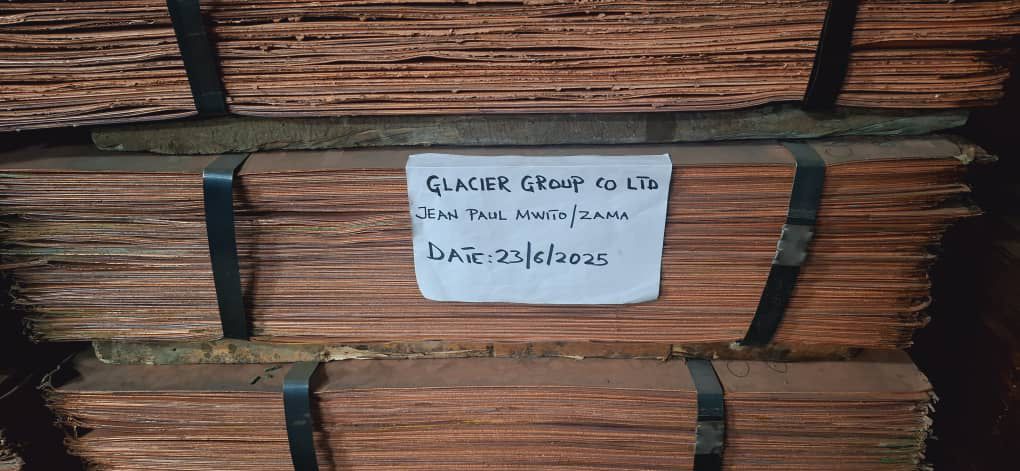 GLACIER GROUP CO LTD
JEAN PAUL MWITO/ZAMA
DATE: 23/6/2025